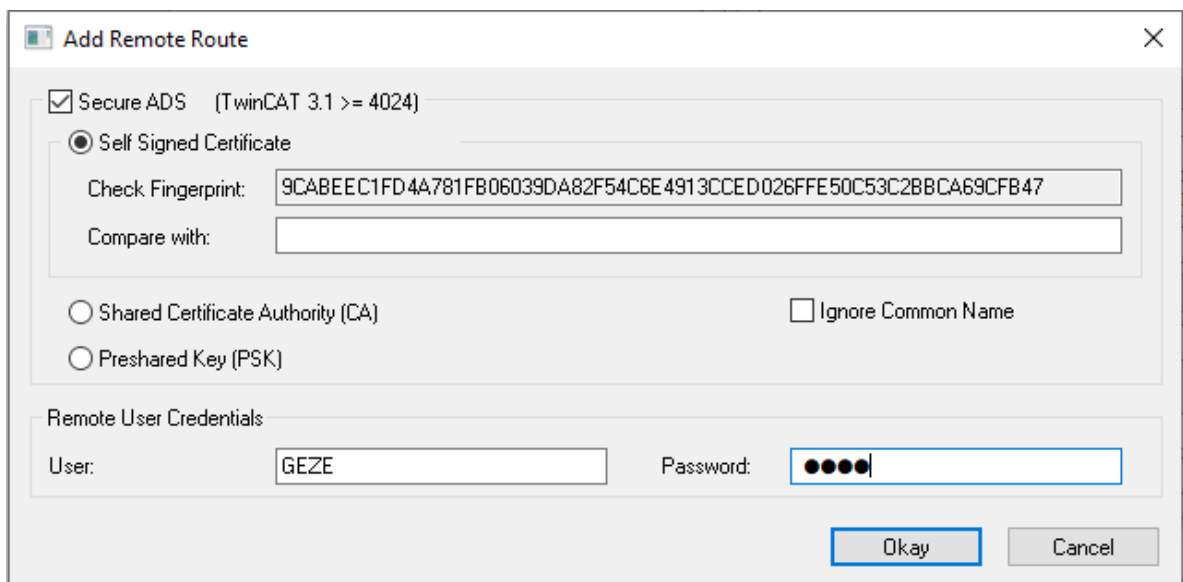 Add Remote Route
Secure ADS (TwinCAT 3.1 >= 4024)
Self Signed Certificate
Check Fingerprint: 9CABEEC1FD4A781FB06039DA82F54C6E4913CCED026FFE50C53C2BBCA69CFB47
Compare with:
Shared Certificate Authority (CA) Ignore Common Name
Preshared Key (PSK)
Remote User Credentials
User: GEZE Password: ●●●●
Okay Cancel